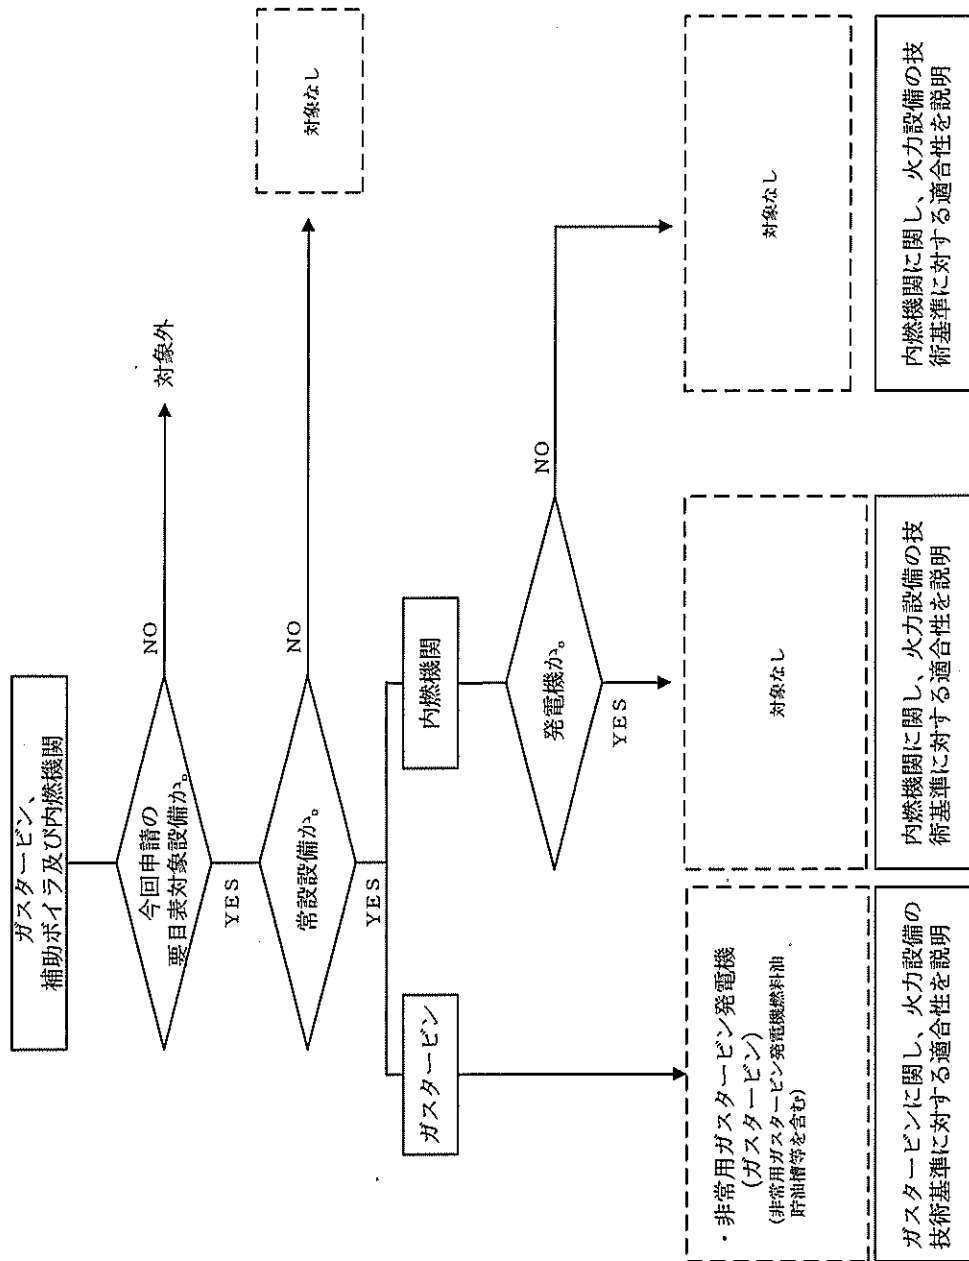 ガスタービン、
補助ボイラ及び内燃機関
今回申請の
要目表対象設備か。
NO
対象外
YES
常設設備か。
NO
対象なし
YES
ガスタービン
内燃機関
発電機か。
NO
YES
・非常用ガスタービン発電機
(ガスタービン)
(非常用ガスタービン発電機燃料油
貯油槽等を含む)
対象なし
対象なし
ガスタービンに関し、火力設備の
技術基準に対する適合性を説明
内燃機関に関し、火力設備の技
術基準に対する適合性を説明
内燃機関に関し、火力設備の技
術基準に対する適合性を説明